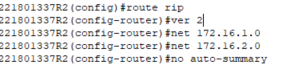 221801337R2(config)#route rip
221801337R2(config-router)#ver 2
221801337R2(config-router)#net 172.16.1.0
221801337R2(config-router)#net 172.16.2.0
221801337R2(config-router)#no auto-summary